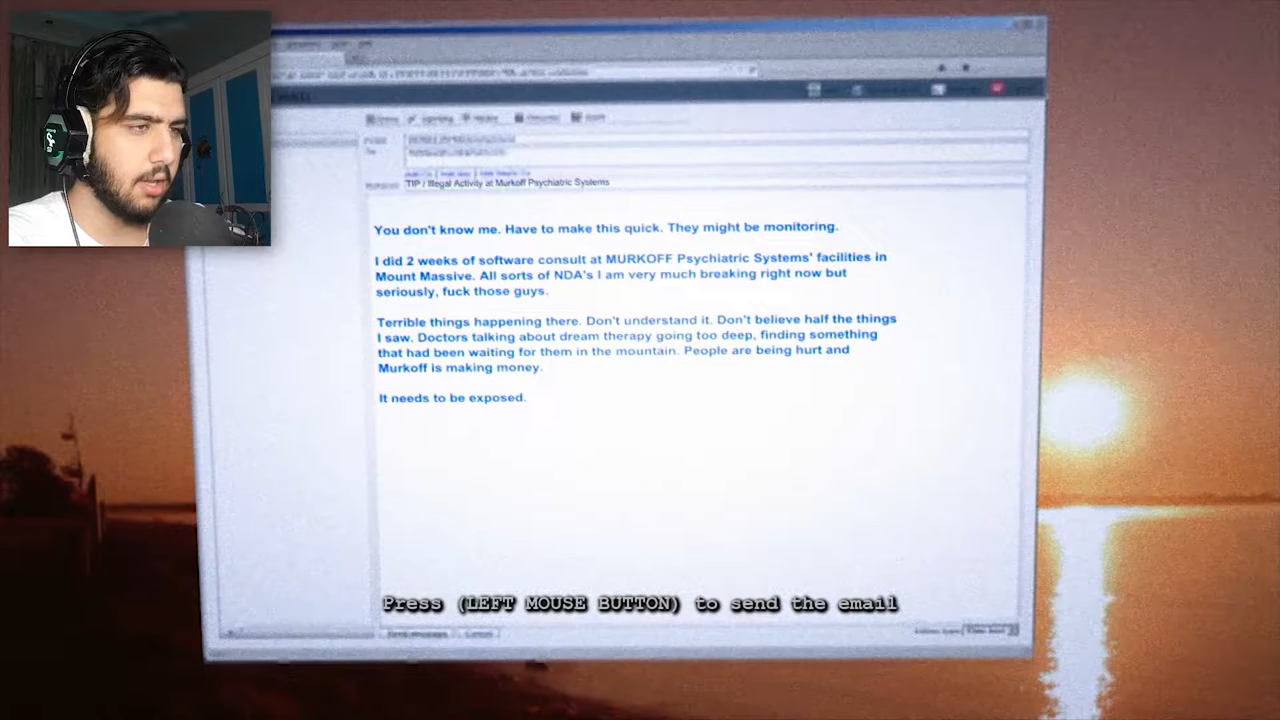 TIP / Illegal Activity at Murkoff Psychiatric Systems
You don't know me. Have to make this quick. They might be monitoring.
I did 2 weeks of software consult at MURKOFF Psychiatric Systems' facilities in
Mount Massive. All sorts of NDA's I am very much breaking right now but
seriously, fuck those guys.
Terrible things happening there. Don't understand it. Don't believe half the things
I saw. Doctors talking about dream therapy going too deep, finding something
that had been waiting for them in the mountain. People are being hurt and
Murkoff is making money.
It needs to be exposed.
Press (LEFT MOUSE BUTTON) to send the email